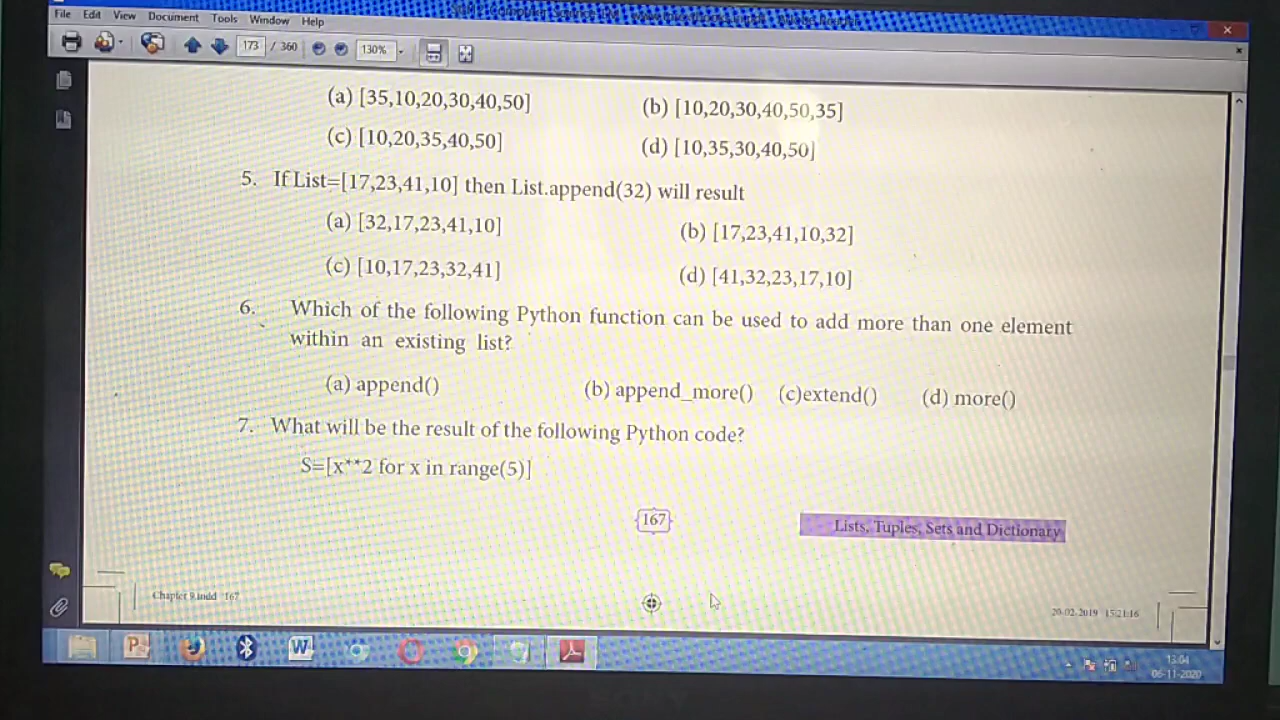 File Edit View Document Tools Window Help
173 / 360 130%
(a) [35,10,20,30,40,50] (b) [10,20,30,40,50,35]
(c) [10,20,35,40,50] (d) [10,35,30,40,50]
5. If List=[17,23,41,10] then List.append(32) will result
(a) [32,17,23,41,10] (b) [17,23,41,10,32]
(c) [10,17,23,32,41] (d) [41,32,23,17,10]
6. Which of the following Python function can be used to add more than one element
within an existing list?
(a) append() (b) append_more() (c)extend() (d) more()
7. What will be the result of the following Python code?
S=[x**2 for x in range(5)]
167
Lists, Tuples, Sets and Dictionary
Chapter 9.indd 167
20-02-2019 15:21:16
13:04
06-11-2020